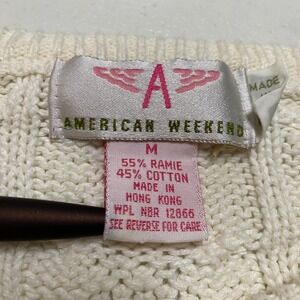 A
AMERICAN WEEKEND
MADE
M
55% RAMIE
45% COTTON
MADE IN
HONG KONG
WPL NBR 12866
SEE REVERSE FOR CARE